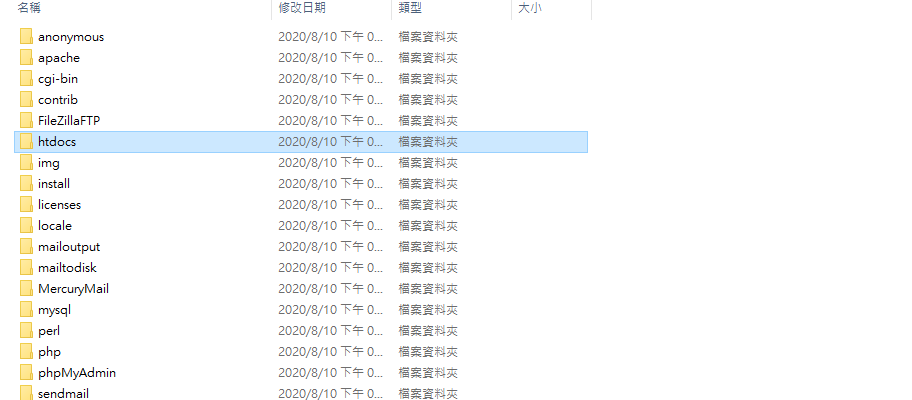 名稱 修改日期 類型 大小
anonymous 2020/8/10 下午 0... 檔案資料夾
apache 2020/8/10 下午 0... 檔案資料夾
cgi-bin 2020/8/10 下午 0... 檔案資料夾
contrib 2020/8/10 下午 0... 檔案資料夾
FileZillaFTP 2020/8/10 下午 0... 檔案資料夾
htdocs 2020/8/10 下午 0... 檔案資料夾
img 2020/8/10 下午 0... 檔案資料夾
install 2020/8/10 下午 0... 檔案資料夾
licenses 2020/8/10 下午 0... 檔案資料夾
locale 2020/8/10 下午 0... 檔案資料夾
mailoutput 2020/8/10 下午 0... 檔案資料夾
mailtodisk 2020/8/10 下午 0... 檔案資料夾
MercuryMail 2020/8/10 下午 0... 檔案資料夾
mysql 2020/8/10 下午 0... 檔案資料夾
perl 2020/8/10 下午 0... 檔案資料夾
php 2020/8/10 下午 0... 檔案資料夾
phpMyAdmin 2020/8/10 下午 0... 檔案資料夾
sendmail 2020/8/10 下午 0... 檔案資料夾